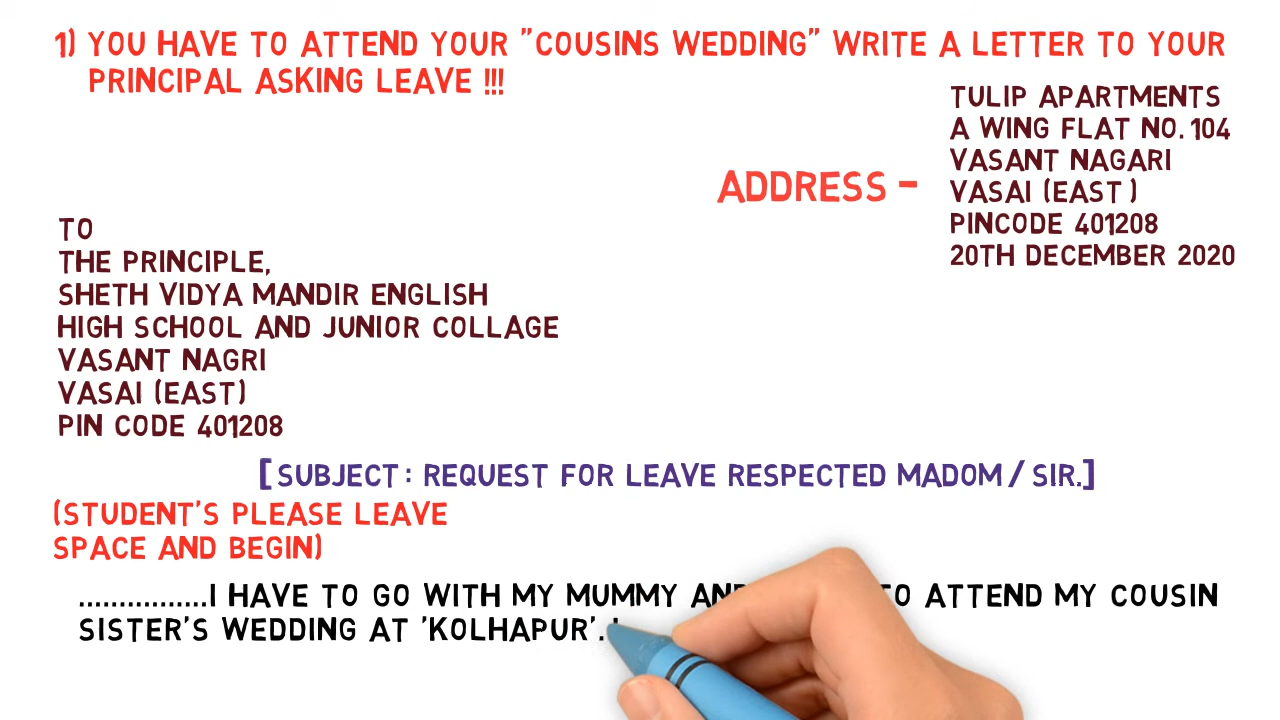 1) YOU HAVE TO ATTEND YOUR "COUSINS WEDDING" WRITE A LETTER TO YOUR
PRINCIPAL ASKING LEAVE !!!
ADDRESS -
TULIP APARTMENTS
A WING FLAT NO. 104
VASANT NAGARI
VASAI (EAST )
PINCODE 401208
20TH DECEMBER 2020
TO
THE PRINCIPLE,
SHETH VIDYA MANDIR ENGLISH
HIGH SCHOOL AND JUNIOR COLLAGE
VASANT NAGRI
VASAI (EAST)
PIN CODE 401208
[ SUBJECT : REQUEST FOR LEAVE RESPECTED MADOM / SIR.]
(STUDENT'S PLEASE LEAVE
SPACE AND BEGIN)
................I HAVE TO GO WITH MY MUMMY TO ATTEND MY COUSIN
SISTER'S WEDDING AT 'KOLHAPUR'.